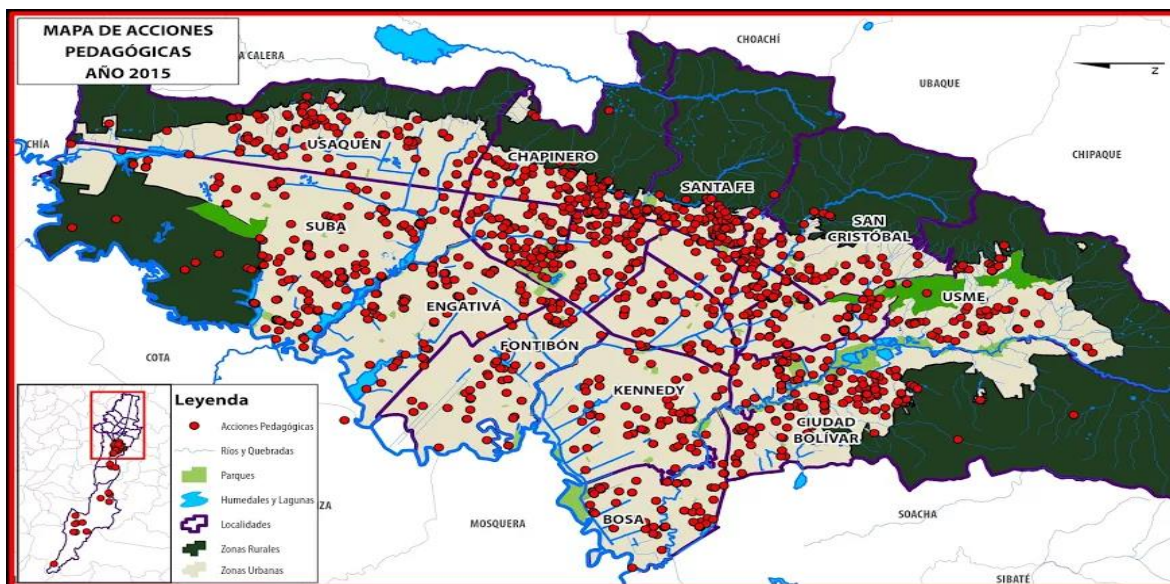 MAPA DE ACCIONES
PEDAGÓGICAS
AÑO 2015
A CALERA
CHOACHÍ
UBAQUE
Z
CHÍA
USAQUÉN
CHAPINERO
CHIPAQUE
SANTA FE
SUBA
SAN
CRISTÓBAL
USME
ENGATIVÁ
COTA
FONTIBÓN
KENNEDY
CIUDAD
BOLÍVAR
BOSA
ZA
MOSQUERA
SOACHA
SIBATÉ
Leyenda
Acciones Pedagógicas
Ríos y Quebradas
Parques
Humedales y Lagunas
Localidades
Zonas Rurales
Zonas Urbanas